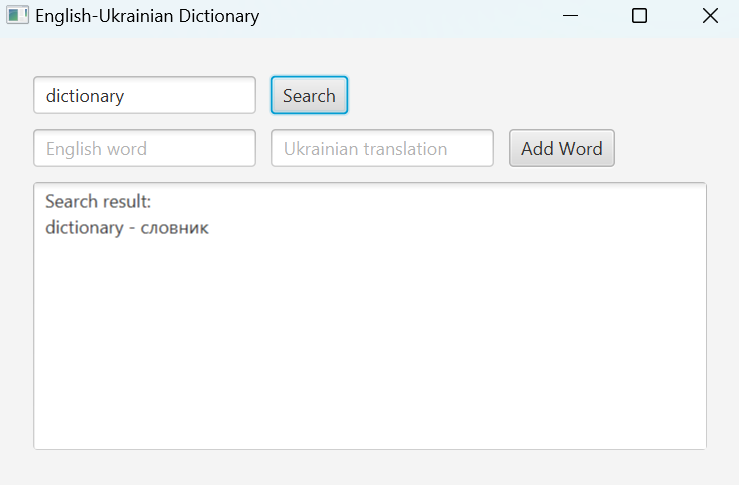 English-Ukrainian Dictionary
dictionary Search
English word Ukrainian translation Add Word
Search result:
dictionary - словник